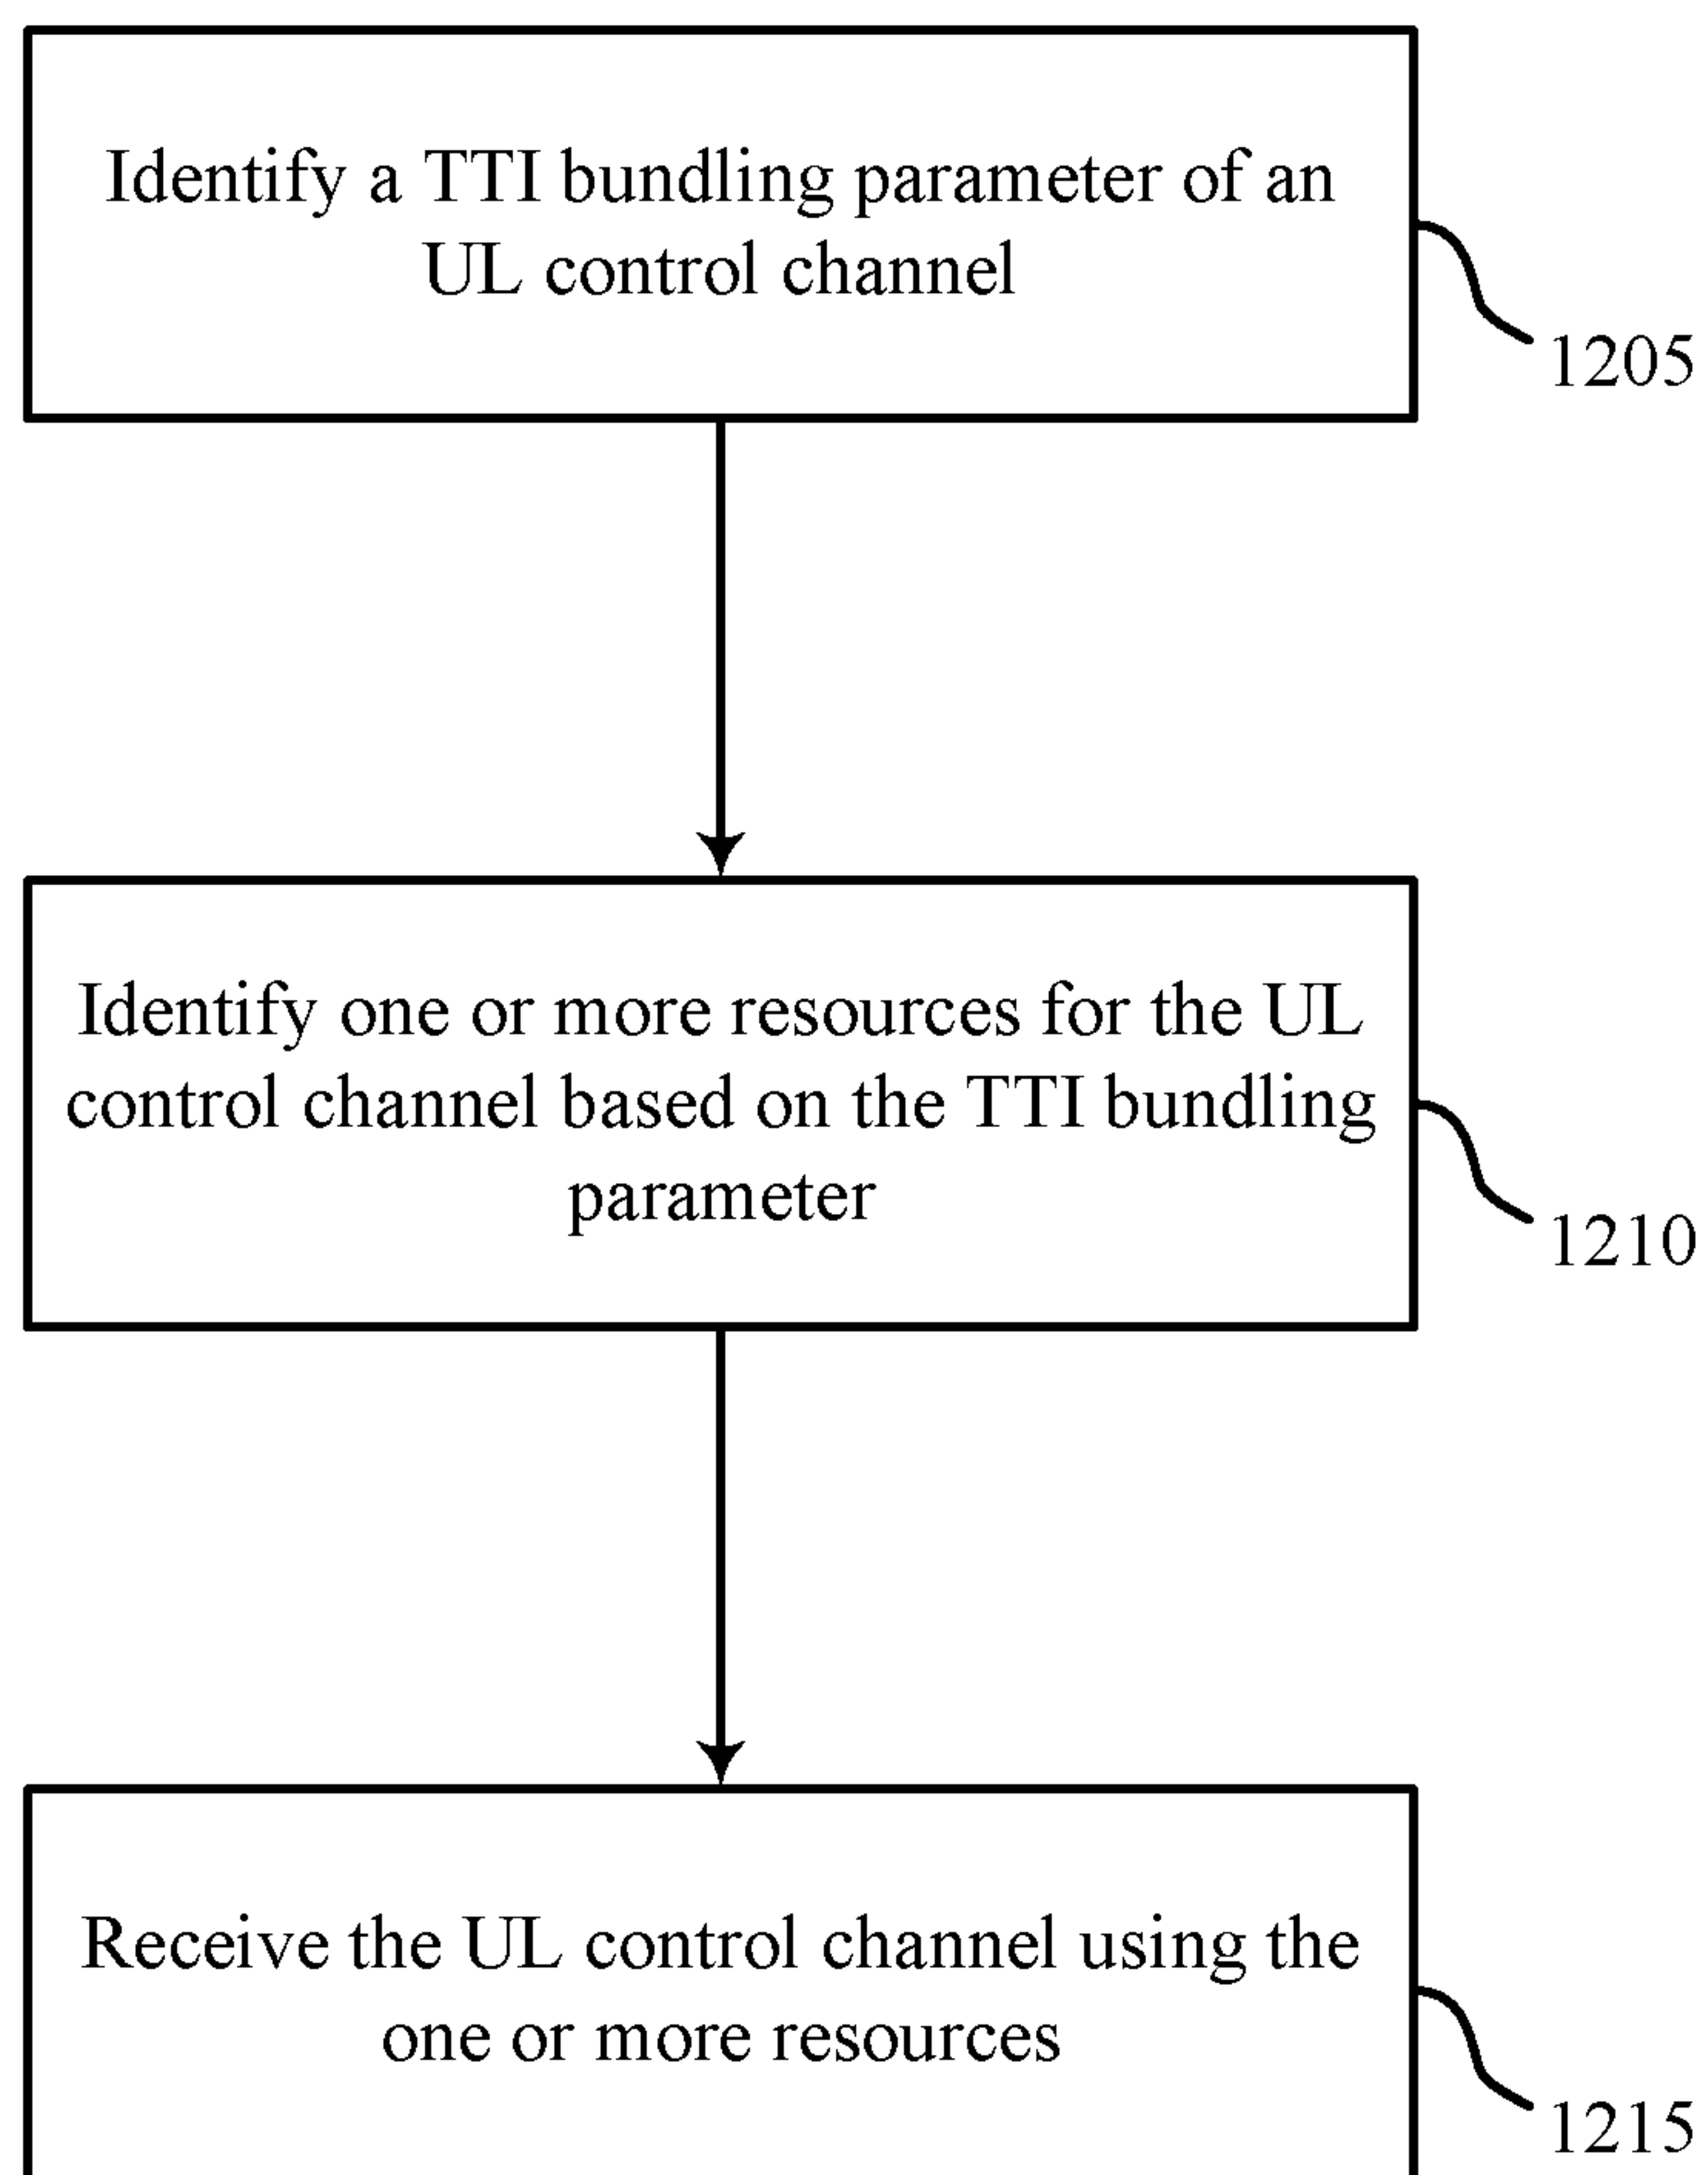 Identify a TTI bundling parameter of an
UL control channel
1205
Identify one or more resources for the UL
control channel based on the TTI bundling
parameter
1210
Receive the UL control channel using the
one or more resources
1215